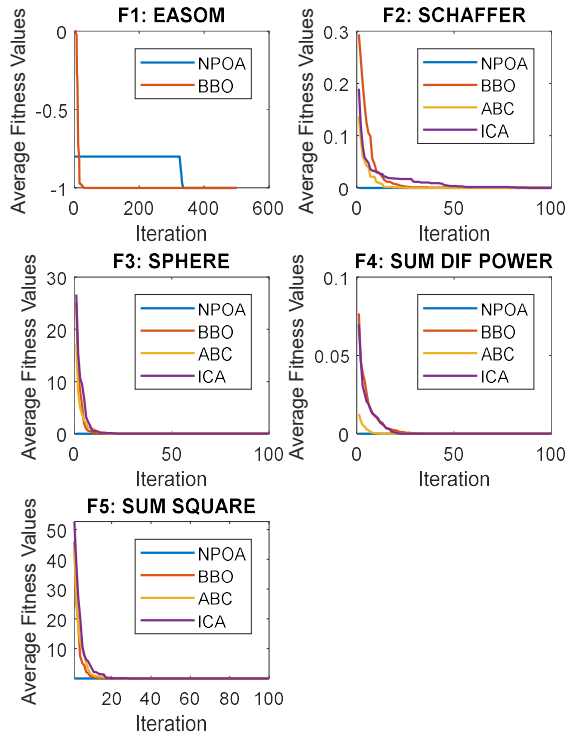 F1: EASOM
Average Fitness Values
0
-0.5
-1
NPOA
BBO
0 200 400 600
Iteration
F2: SCHAFFER
Average Fitness Values
0.3
0.2
0.1
0
NPOA
BBO
ABC
ICA
0 50 100
Iteration
F3: SPHERE
Average Fitness Values
30
20
10
0
NPOA
BBO
ABC
ICA
0 50 100
Iteration
F4: SUM DIF POWER
Average Fitness Values
0.1
0.05
0
NPOA
BBO
ABC
ICA
0 50 100
Iteration
F5: SUM SQUARE
Average Fitness Values
50
40
30
20
10
NPOA
BBO
ABC
ICA
20 40 60 80 100
Iteration